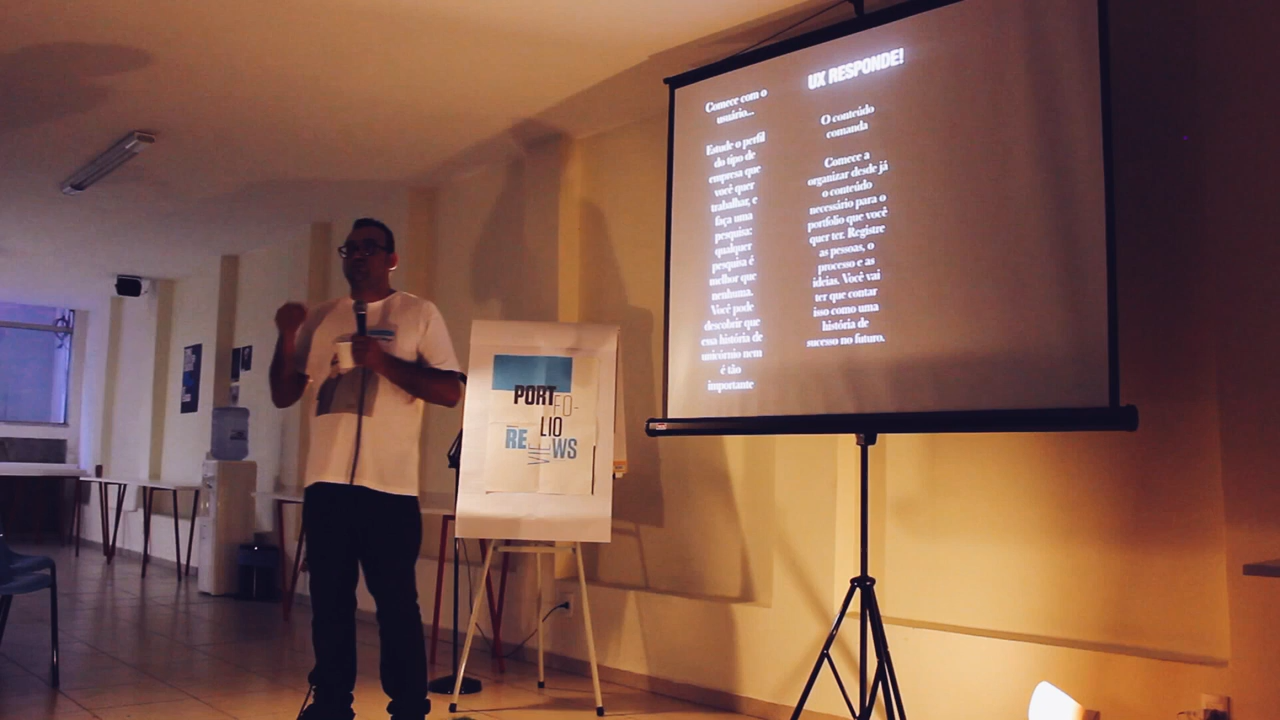 UX RESPONDE!
Comece com o
usuário...
Estude o perfil
do tipo de
empresa que
você quer
trabalhar, e
faça uma
pesquisa:
qualquer
pesquisa é
melhor que
nenhuma.
Você pode
descobrir que
essa história de
unicórnio nem
é tão
importante
O conteúdo
comanda
Comece a
organizar desde já
o conteúdo
necessário para o
portfolio que você
quer ter. Registre
as pessoas, o
processo e as
ideias. Você vai
ter que contar
isso como uma
história de
sucesso no futuro.
PORT
FO-
LIO
RE
VIE
WS